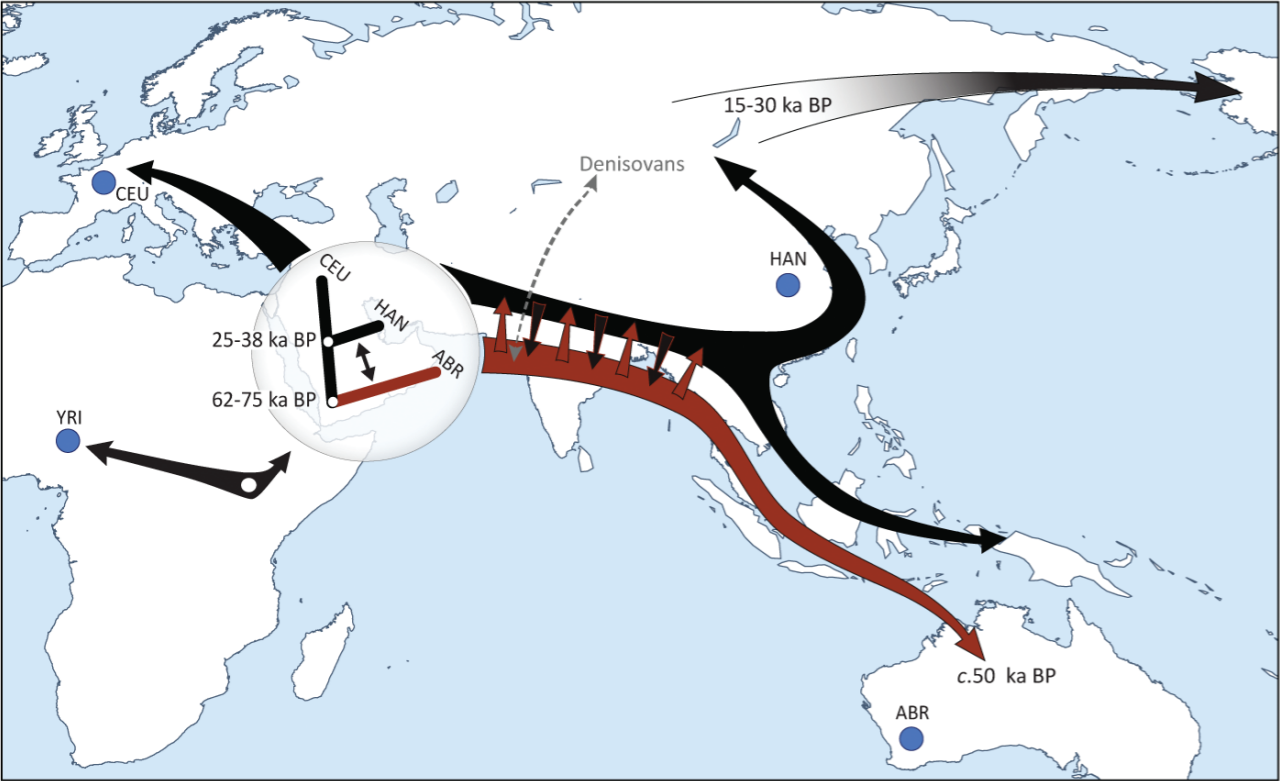 15-30 ka BP
Denisovans
CEU
HAN
CEU
HAN
25-38 ka BP
ABR
62-75 ka BP
YRI
c.50 ka BP
ABR